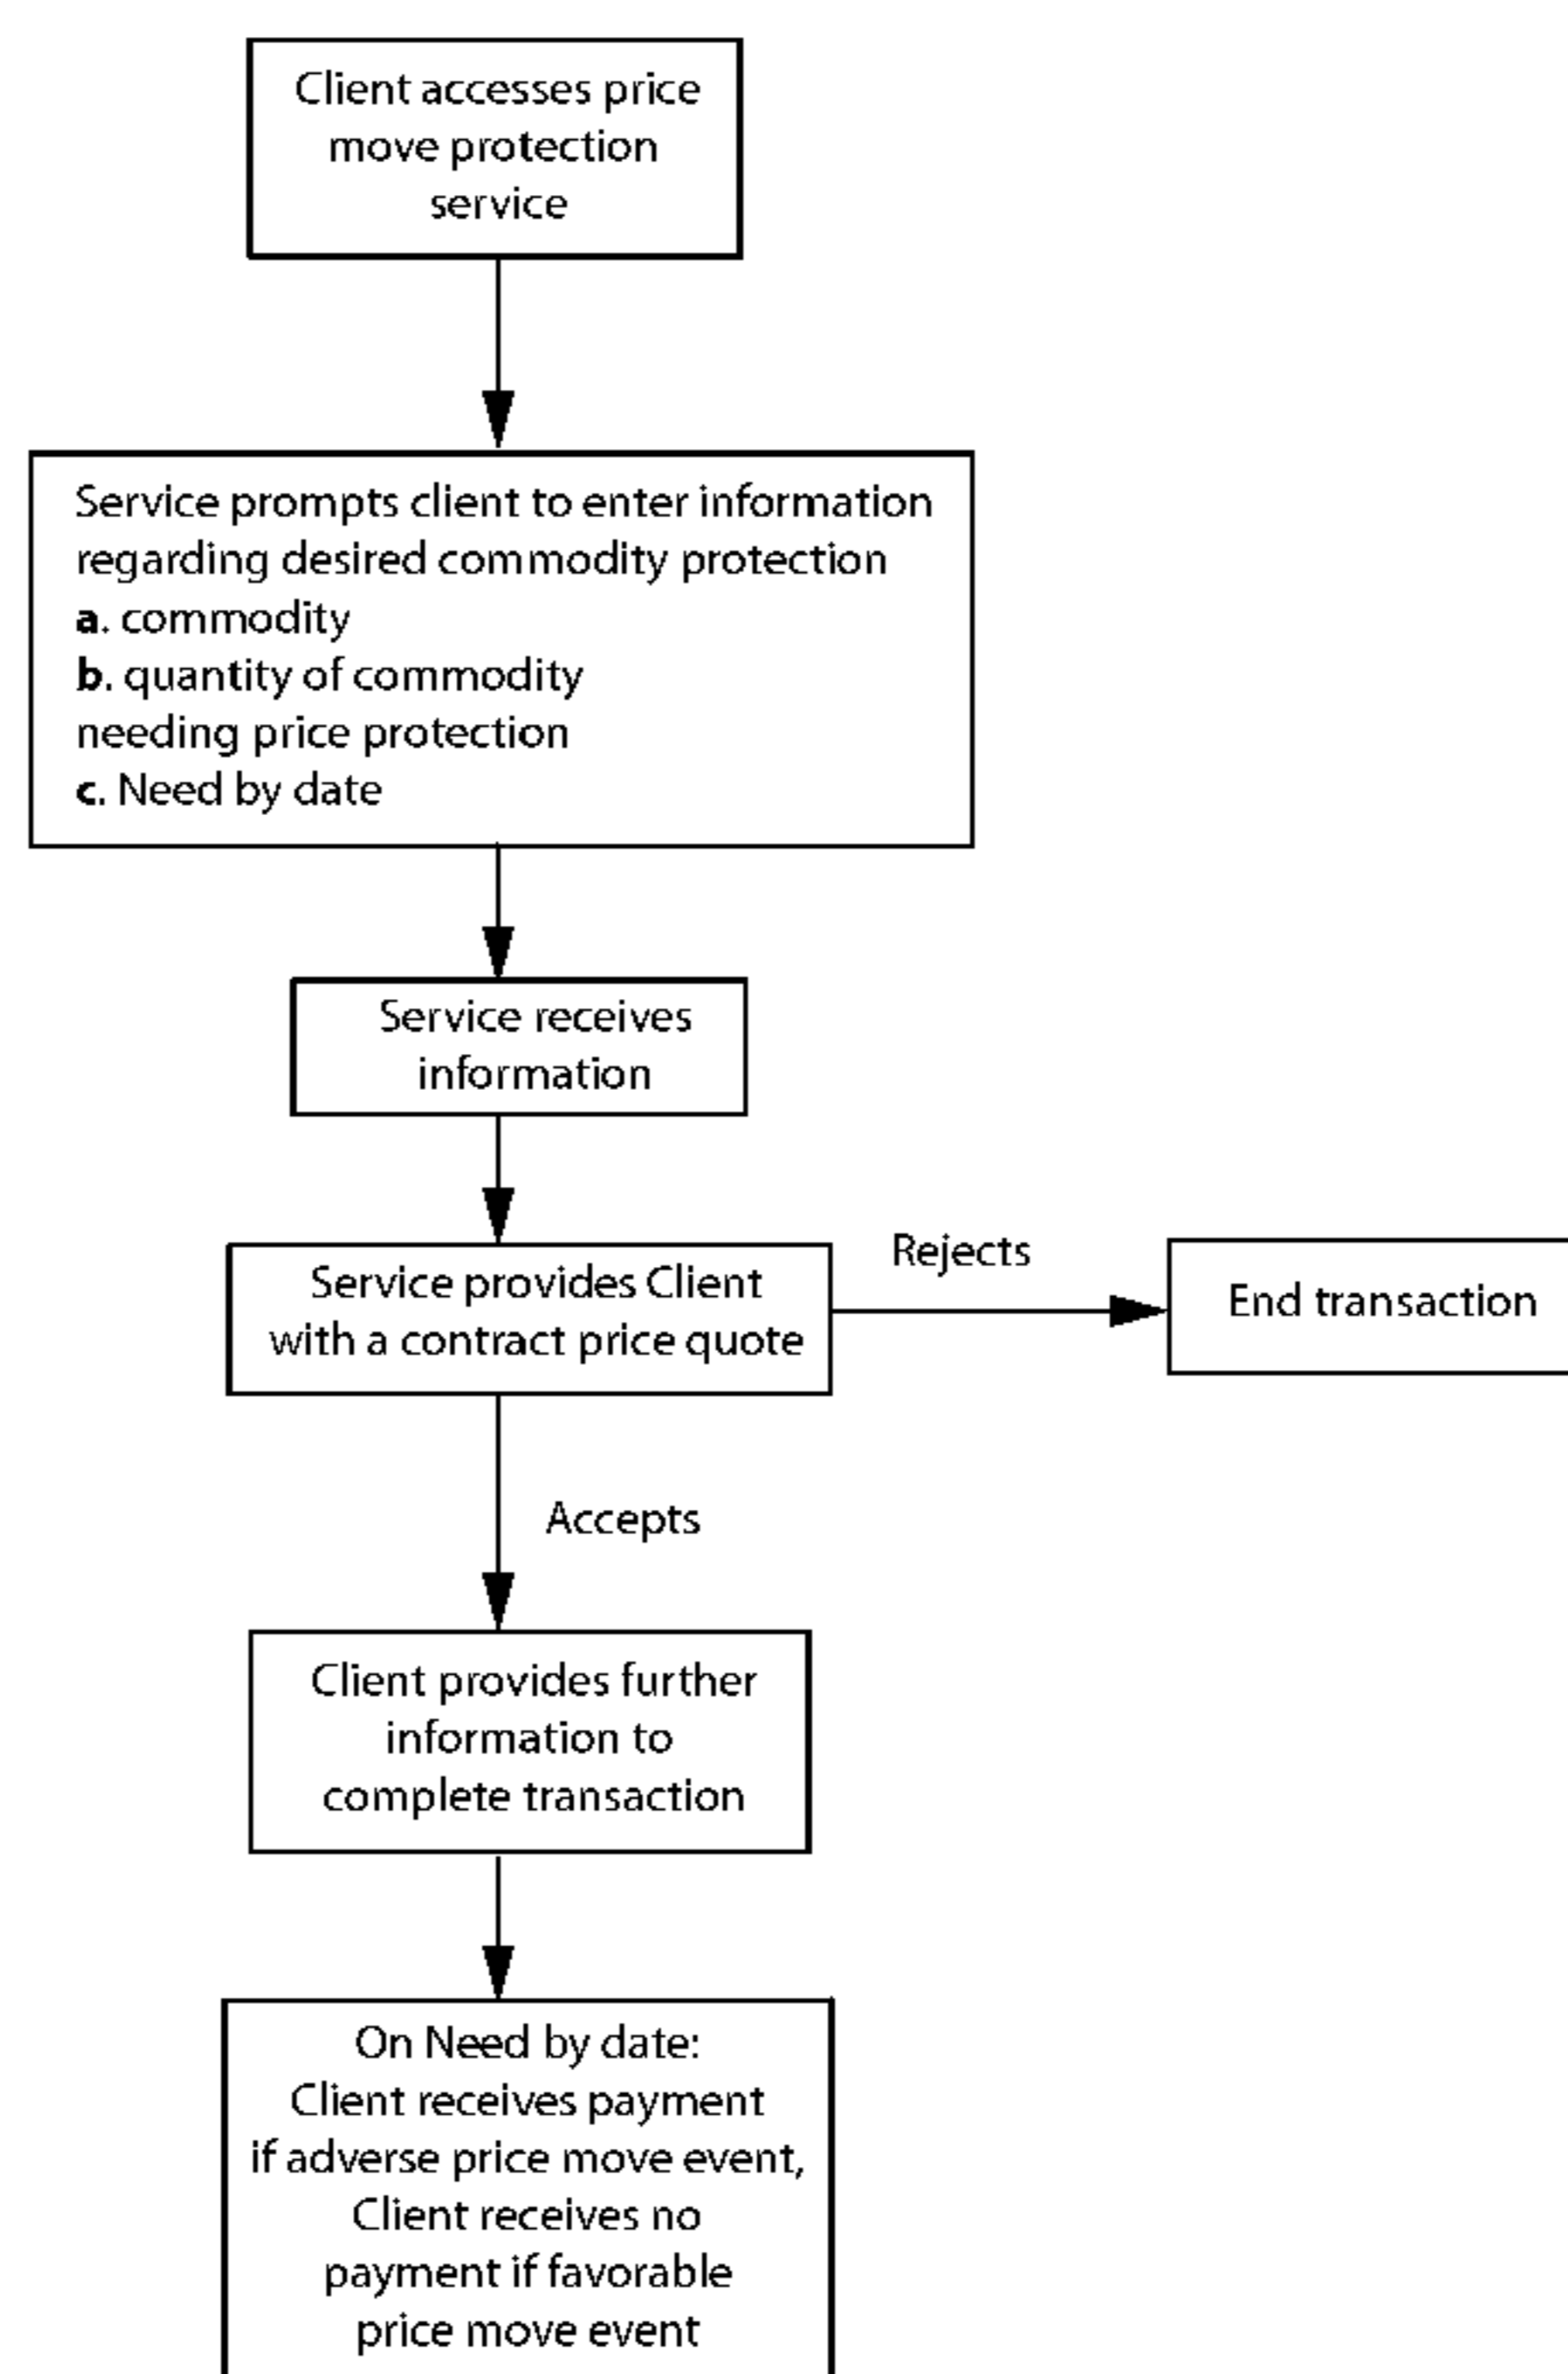 Client accesses price
move protection
service
Service prompts client to enter information
regarding desired commodity protection
a. commodity
b. quantity of commodity
needing price protection
c. Need by date
Service receives
information
Service provides Client
with a contract price quote
Rejects
End transaction
Accepts
Client provides further
information to
complete transaction
On Need by date:
Client receives payment
if adverse price move event,
Client receives no
payment if favorable
price move event